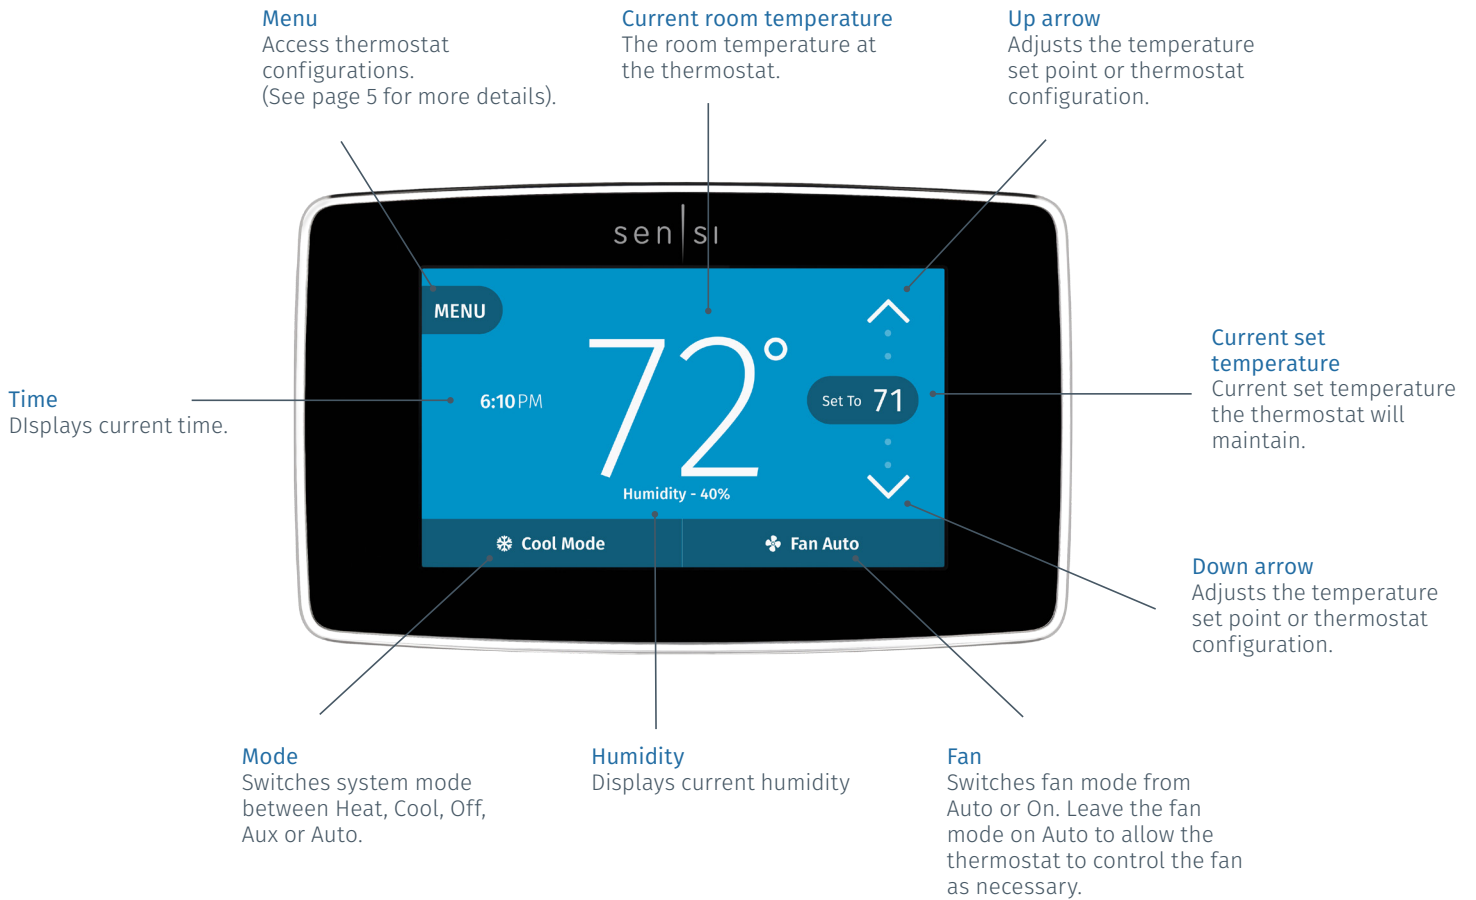 Menu
Access thermostat
configurations.
(See page 5 for more details).
Current room temperature
The room temperature at
the thermostat.
Up arrow
Adjusts the temperature
set point or thermostat
configuration.
sensi
MENU
72°
6:10 PM
Set To 71
Humidity - 40%
Cool Mode
Fan Auto
Time
DIsplays current time.
Current set
temperature
Current set temperature
the thermostat will
maintain.
Down arrow
Adjusts the temperature
set point or thermostat
configuration.
Mode
Switches system mode
between Heat, Cool, Off,
Aux or Auto.
Humidity
Displays current humidity
Fan
Switches fan mode from
Auto or On. Leave the fan
mode on Auto to allow the
thermostat to control the fan
as necessary.